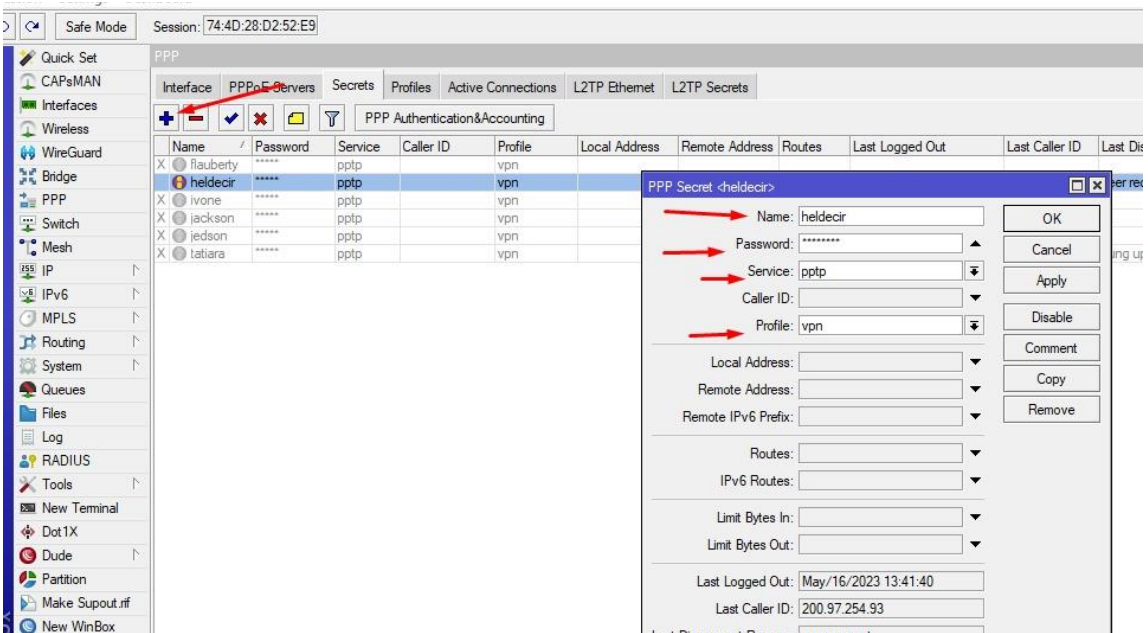 Safe Mode Session: 74:4D:28:D2:52:E9
Quick Set
CAPsMAN
Interfaces
Wireless
WireGuard
Bridge
PPP
Switch
Mesh
IP
IPv6
MPLS
Routing
System
Queues
Files
Log
RADIUS
Tools
New Terminal
Dot1X
Dude
Partition
Make Supout.rif
New WinBox
PPP
Interface PPPoE Servers Secrets Profiles Active Connections L2TP Ethernet L2TP Secrets
PPP Authentication&Accounting
Name / Password Service Caller ID Profile Local Address Remote Address Routes Last Logged Out Last Caller ID Last Dis
X flauberty ***** pptp vpn
heldecir ***** pptp vpn eer rec
X ivone ***** pptp vpn
X jackson ***** pptp vpn
X jedson ***** pptp vpn
X tatiara ***** pptp vpn ung up
PPP Secret <heldecir>
Name: heldecir
Password: ********
Service: pptp
Caller ID:
Profile: vpn
Local Address:
Remote Address:
Remote IPv6 Prefix:
Routes:
IPv6 Routes:
Limit Bytes In:
Limit Bytes Out:
Last Logged Out: May/16/2023 13:41:40
Last Caller ID: 200.97.254.93
OK
Cancel
Apply
Disable
Comment
Copy
Remove